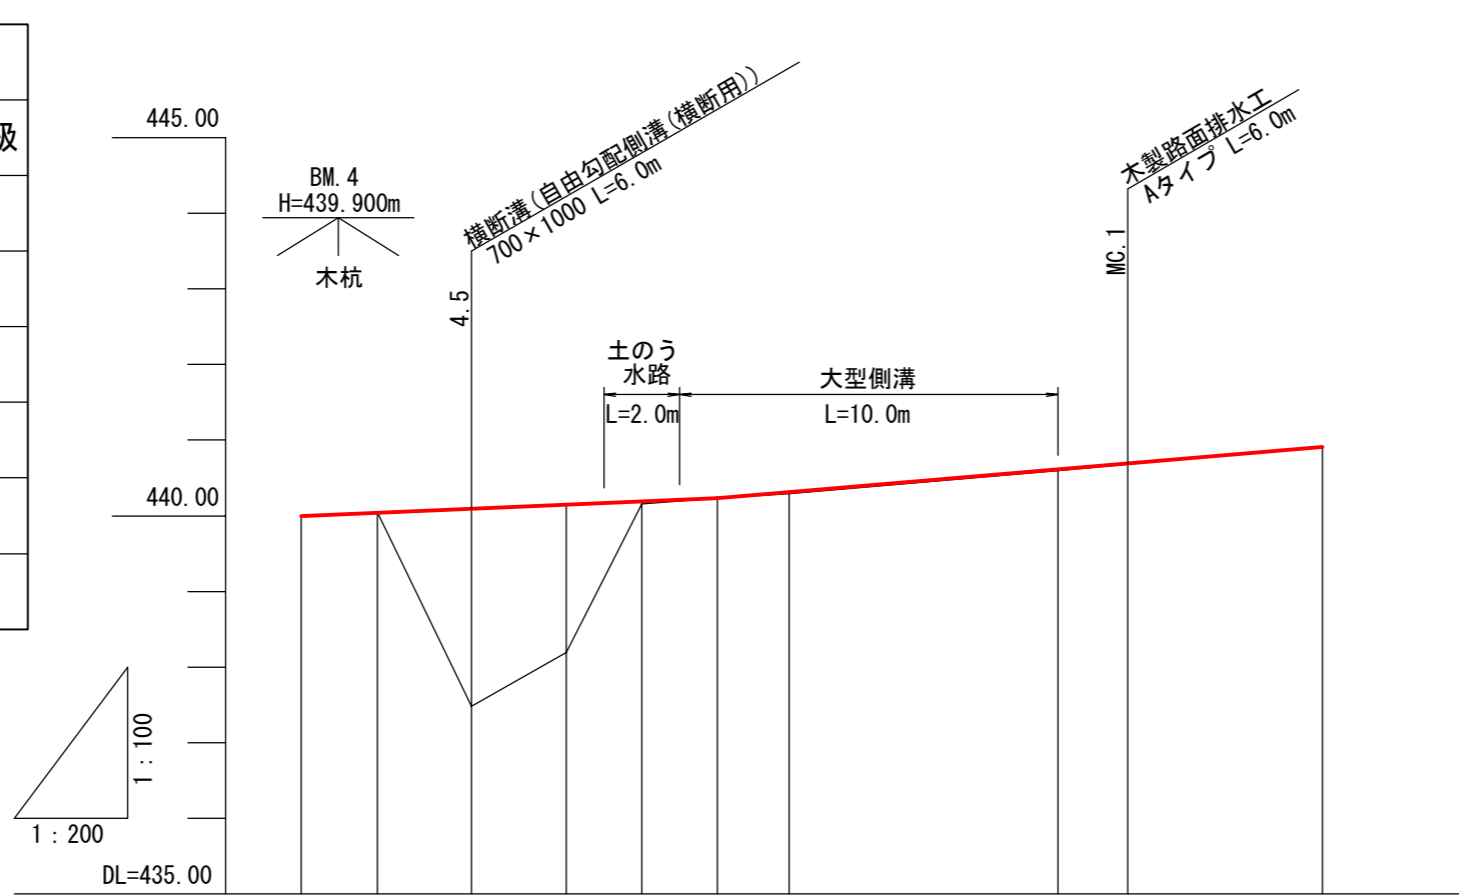 級
445.00
BM.4
H=439.900m
木杭
横断溝(自由勾配側溝(横断用))
700×1000 L=6.0m
4.5
木製路面排水工
Aタイプ L=6.0m
MC.1
土のう
水路
L=2.0m
大型側溝
L=10.0m
440.00
1:100
1:200
DL=435.00